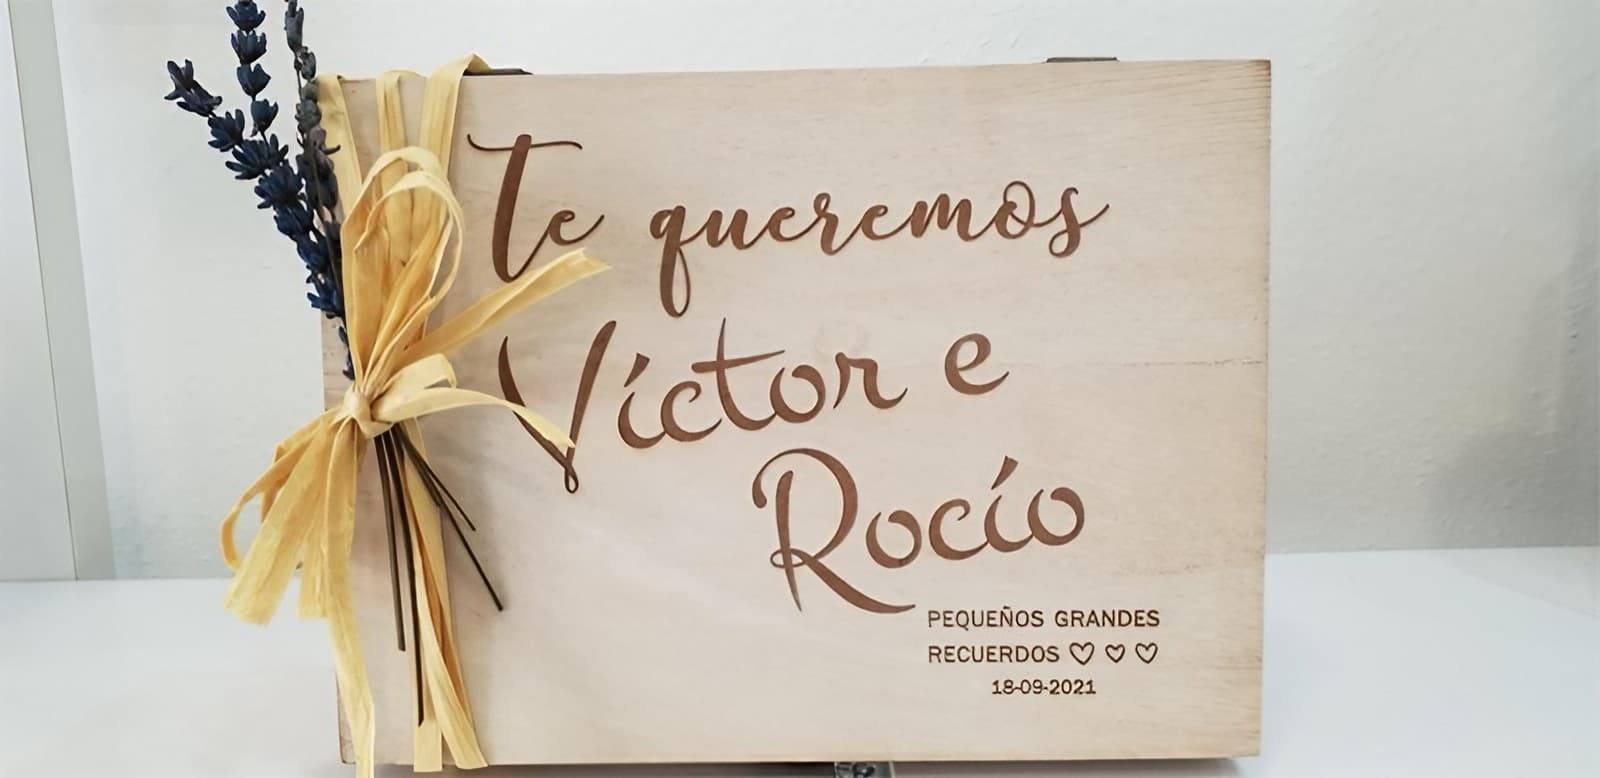 te queremos
Víctor e
Rocío
PEQUEÑOS GRANDES
RECUERDOS ♡ ♡ ♡
18-09-2021